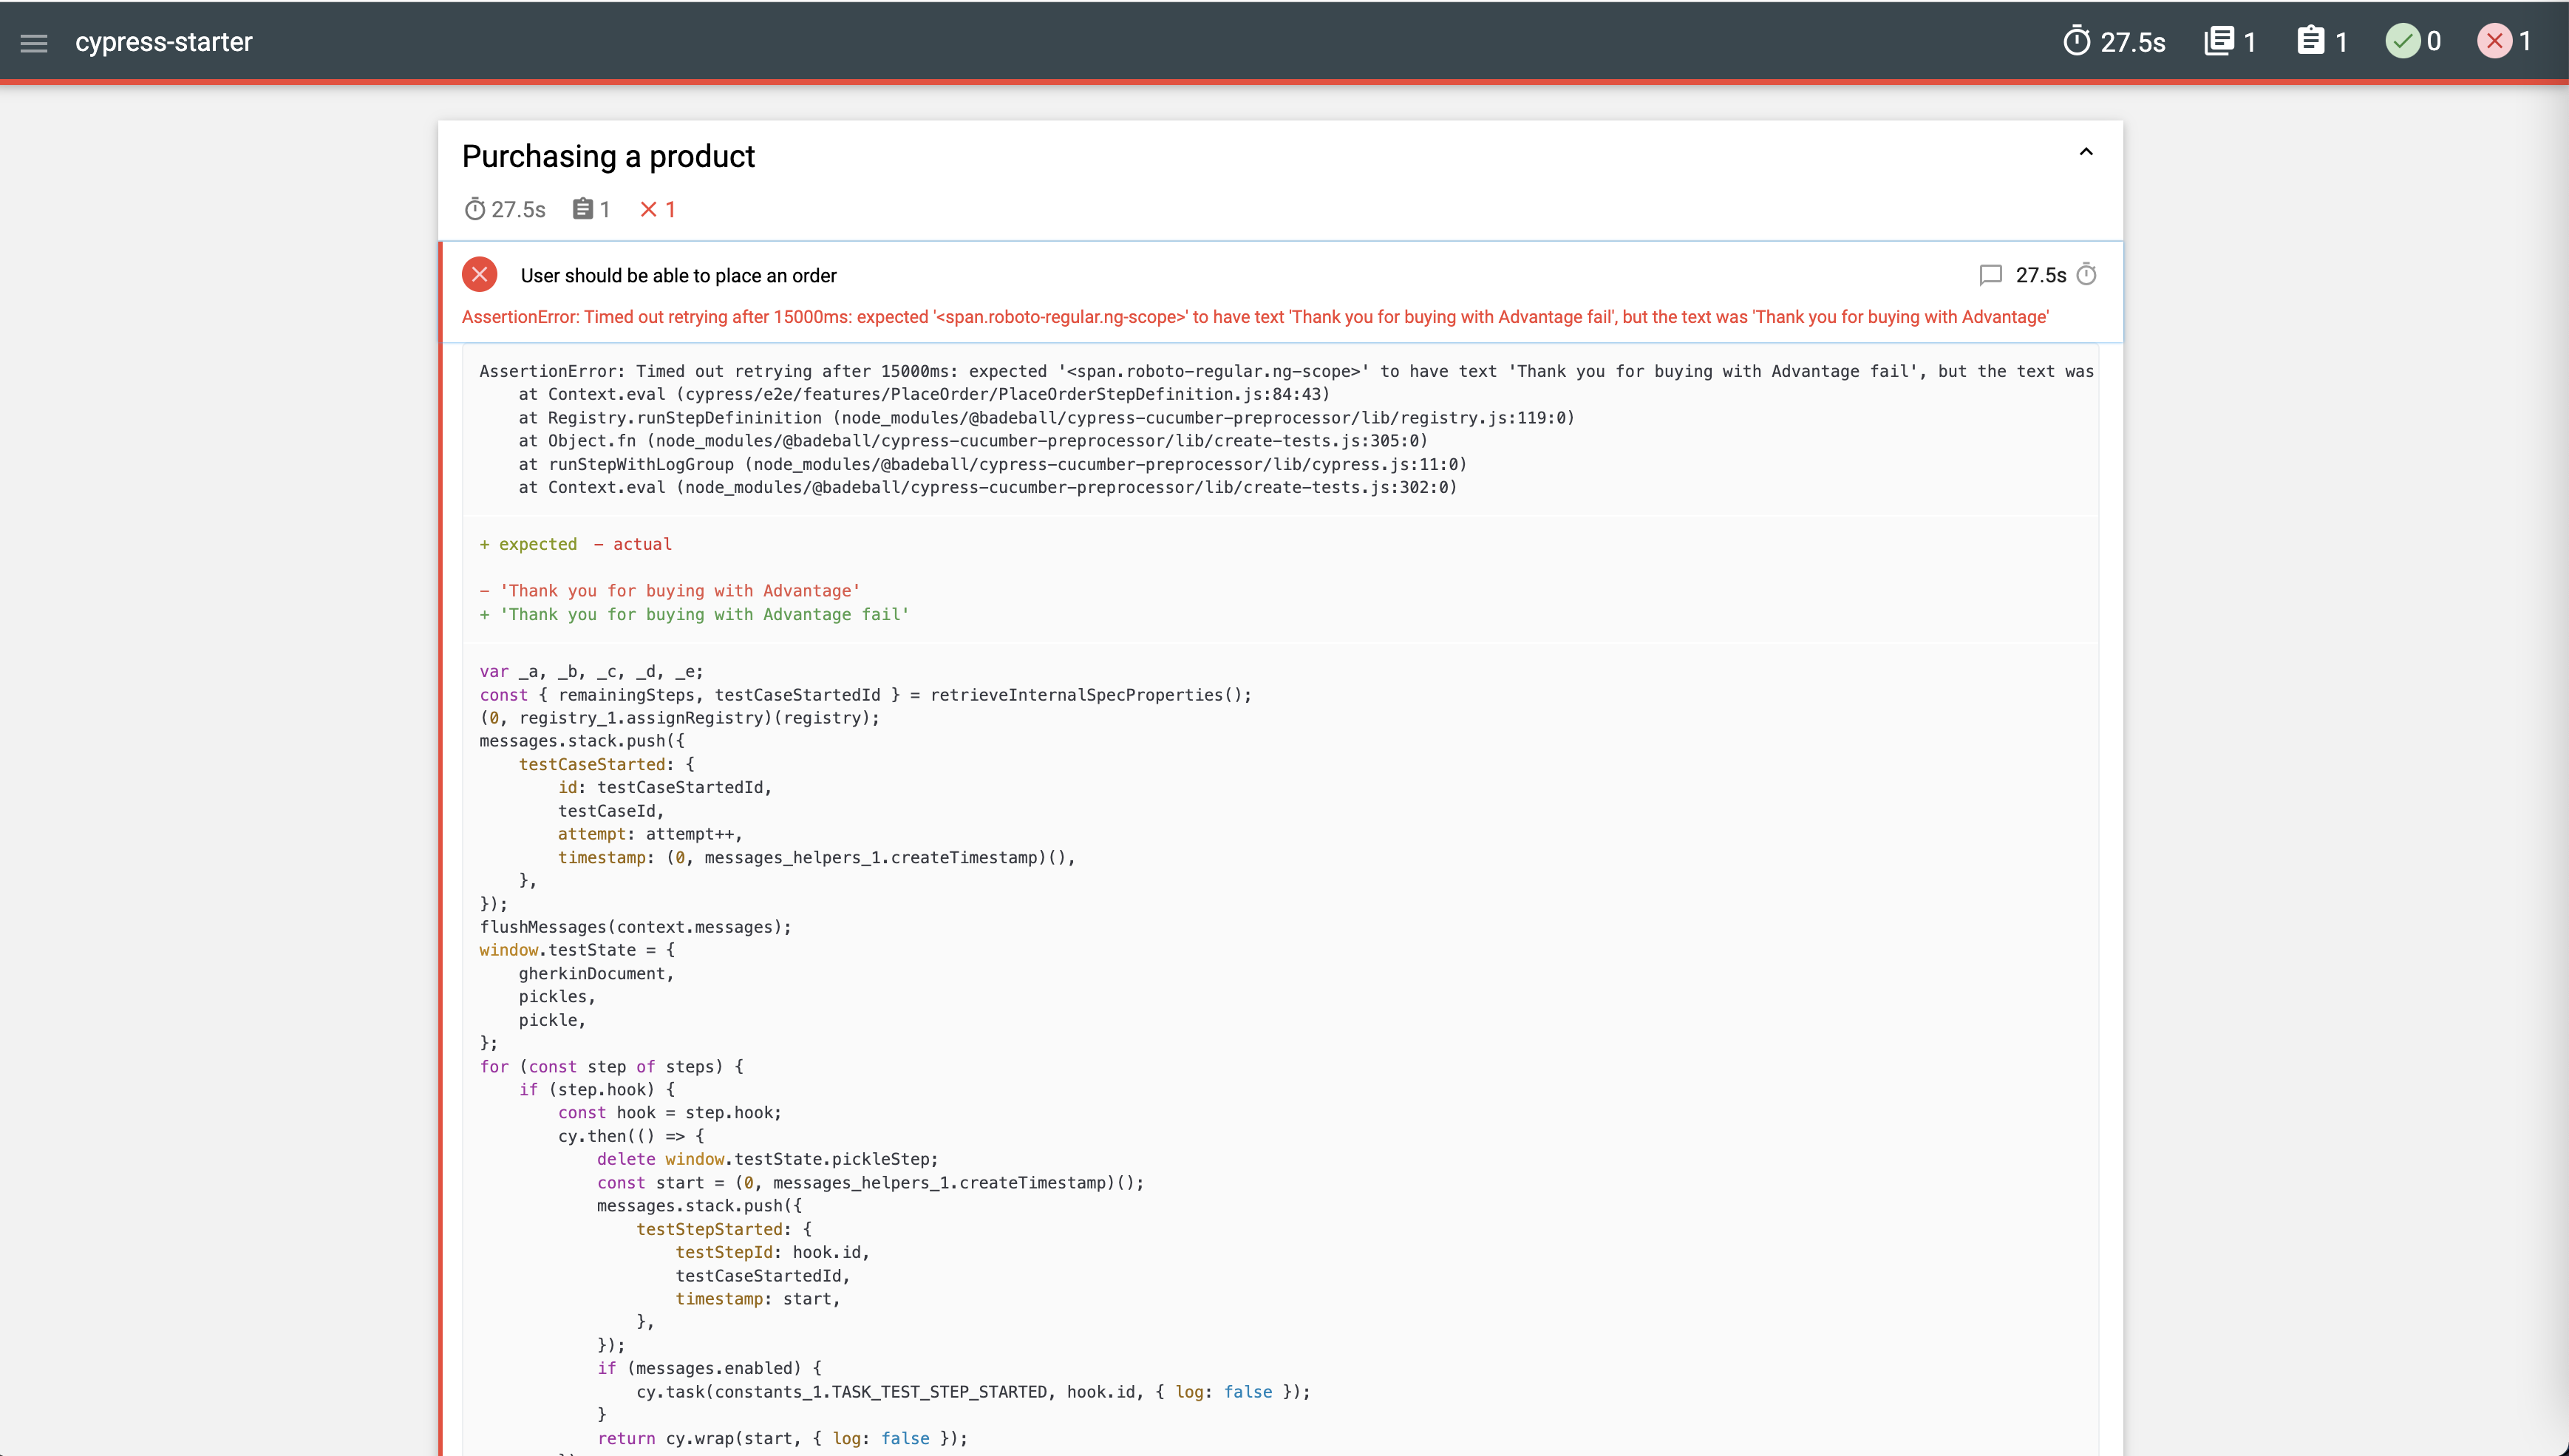 cypress-starter
27.5s 1 1 0 1
Purchasing a product
27.5s 1 1
User should be able to place an order 27.5s
AssertionError: Timed out retrying after 15000ms: expected '<span.roboto-regular.ng-scope>' to have text 'Thank you for buying with Advantage fail', but the text was 'Thank you for buying with Advantage'
AssertionError: Timed out retrying after 15000ms: expected '<span.roboto-regular.ng-scope>' to have text 'Thank you for buying with Advantage fail', but the text was
    at Context.eval (cypress/e2e/features/PlaceOrder/PlaceOrderStepDefinition.js:84:43)
    at Registry.runStepDefininition (node_modules/@badeball/cypress-cucumber-preprocessor/lib/registry.js:119:0)
    at Object.fn (node_modules/@badeball/cypress-cucumber-preprocessor/lib/create-tests.js:305:0)
    at runStepWithLogGroup (node_modules/@badeball/cypress-cucumber-preprocessor/lib/cypress.js:11:0)
    at Context.eval (node_modules/@badeball/cypress-cucumber-preprocessor/lib/create-tests.js:302:0)
+ expected - actual
- 'Thank you for buying with Advantage'
+ 'Thank you for buying with Advantage fail'
var _a, _b, _c, _d, _e;
const { remainingSteps, testCaseStartedId } = retrieveInternalSpecProperties();
(0, registry_1.assignRegistry)(registry);
messages.stack.push({
    testCaseStarted: {
        id: testCaseStartedId,
        testCaseId,
        attempt: attempt++,
        timestamp: (0, messages_helpers_1.createTimestamp)(),
    },
});
flushMessages(context.messages);
window.testState = {
    gherkinDocument,
    pickles,
    pickle,
};
for (const step of steps) {
    if (step.hook) {
        const hook = step.hook;
        cy.then(() => {
            delete window.testState.pickleStep;
            const start = (0, messages_helpers_1.createTimestamp)();
            messages.stack.push({
                testStepStarted: {
                    testStepId: hook.id,
                    testCaseStartedId,
                    timestamp: start,
                },
            });
            if (messages.enabled) {
                cy.task(constants_1.TASK_TEST_STEP_STARTED, hook.id, { log: false });
            }
            return cy.wrap(start, { log: false });